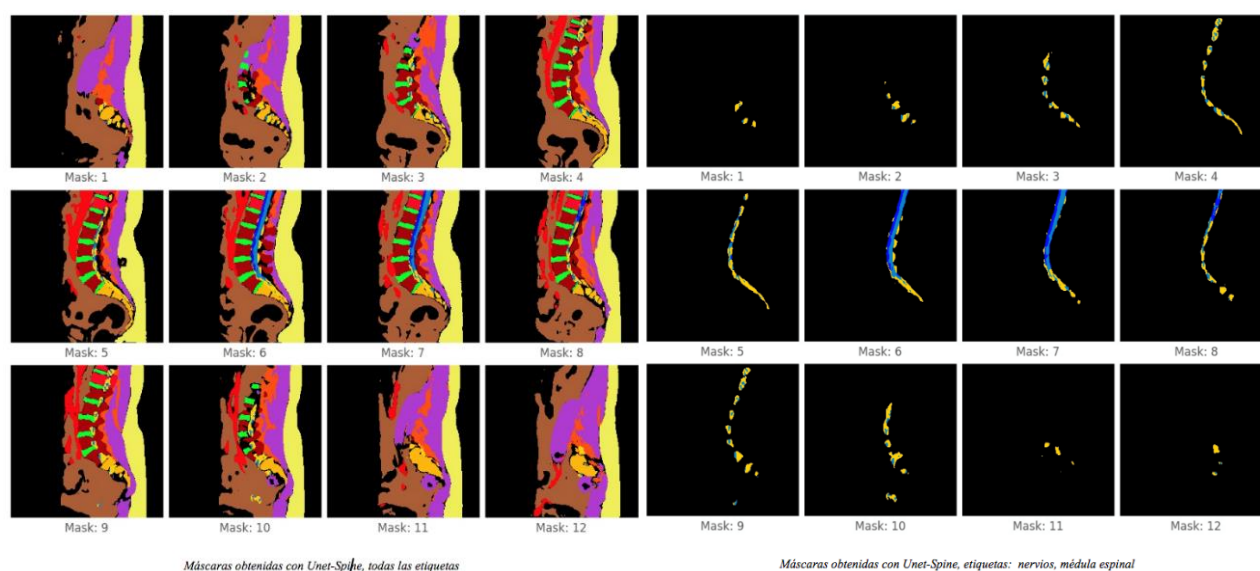 Mask: 1
Mask: 2
Mask: 3
Mask: 4
Mask: 1
Mask: 2
Mask: 3
Mask: 4
Mask: 5
Mask: 6
Mask: 7
Mask: 8
Mask: 5
Mask: 6
Mask: 7
Mask: 8
Mask: 9
Mask: 10
Mask: 11
Mask: 12
Mask: 9
Mask: 10
Mask: 11
Mask: 12
Máscaras obtenidas con Unet-Spine, todas las etiquetas
Máscaras obtenidas con Unet-Spine, etiquetas: nervios, médula espinal